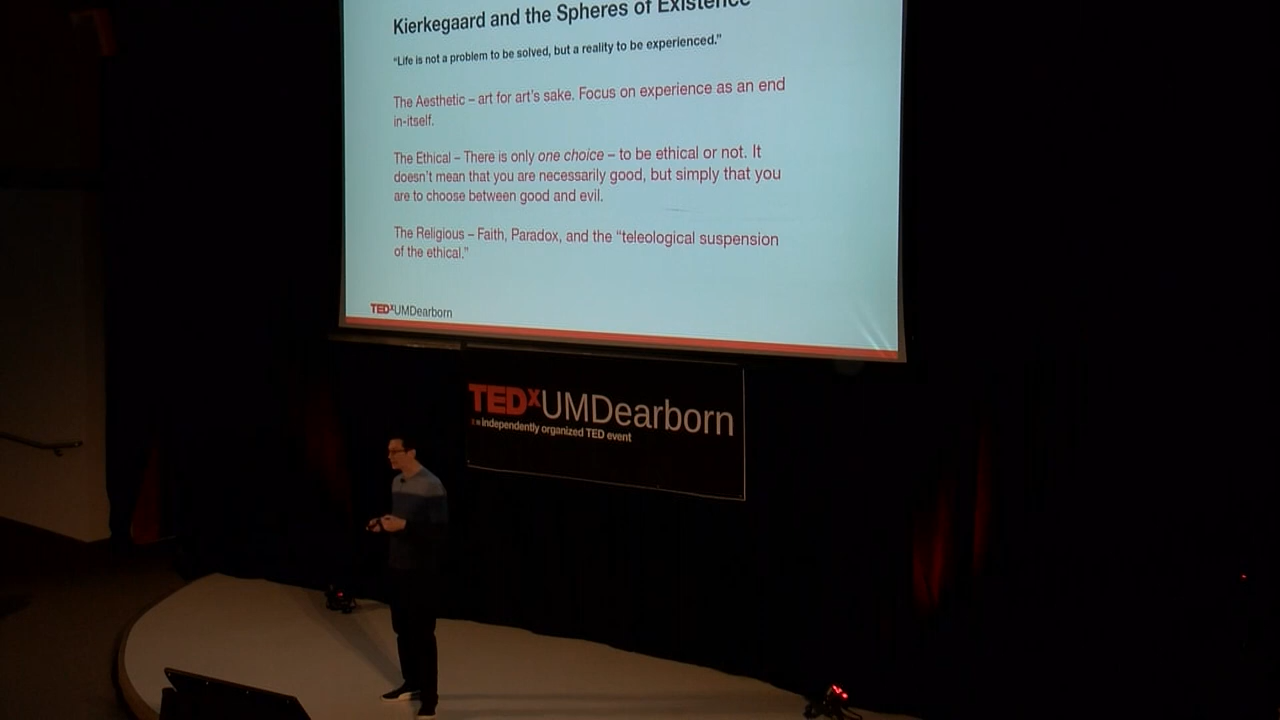 Kierkegaard and the Spheres of Existence
“Life is not a problem to be solved, but a reality to be experienced.”
The Aesthetic – art for art’s sake. Focus on experience as an end
in-itself.
The Ethical – There is only one choice – to be ethical or not. It
doesn’t mean that you are necessarily good, but simply that you
are to choose between good and evil.
The Religious – Faith, Paradox, and the “teleological suspension
of the ethical.”
TEDxUMDearborn
TEDxUMDearborn
x = independently organized TED event